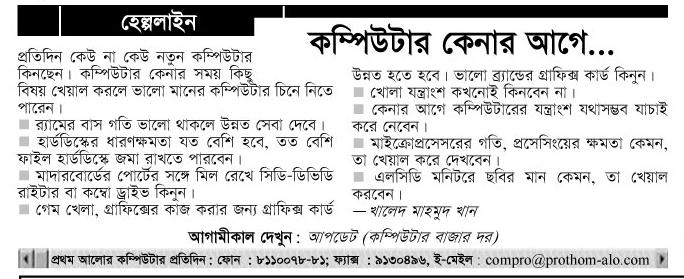 হেল্পলাইন
কম্পিউটার কেনার আগে...
প্রতিদিন কেউ না কেউ নতুন কম্পিউটার
কিনছেন। কম্পিউটার কেনার সময় কিছু
বিষয় খেয়াল করলে ভালো মানের কম্পিউটার চিনে নিতে
পারেন।
■ র‍্যামের বাস গতি ভালো থাকলে উন্নত সেবা দেবে।
■ হার্ডডিস্কের ধারণক্ষমতা যত বেশি হবে, তত বেশি
ফাইল হার্ডডিস্কে জমা রাখতে পারবেন।
■ মাদারবোর্ডের পোর্টের সঙ্গে মিল রেখে সিডি-ডিভিডি
রাইটার বা কম্বো ড্রাইভ কিনুন।
■ গেম খেলা, গ্রাফিক্সের কাজ করার জন্য গ্রাফিক্স কার্ড
উন্নত হতে হবে। ভালো ব্র্যান্ডের গ্রাফিক্স কার্ড কিনুন।
■ খোলা যন্ত্রাংশ কখনোই কিনবেন না।
■ কেনার আগে কম্পিউটারের যন্ত্রাংশ যথাসম্ভব যাচাই
করে নেবেন।
■ মাইক্রোপ্রসেসরের গতি, প্রসেসিংয়ের ক্ষমতা কেমন,
তা খেয়াল করে দেখবেন।
■ এলসিডি মনিটরে ছবির মান কেমন, তা খেয়াল
করবেন।
—খালেদ মাহমুদ খান
আগামীকাল দেখুন : আপডেট (কম্পিউটার বাজার দর)
প্রথম আলোর কম্পিউটার প্রতিদিন : ফোন : ৮১১০০৭৮-৮১; ফ্যাক্স : ৯১৩০৪৯৬, ই-মেইল : compro@prothom-alo.com